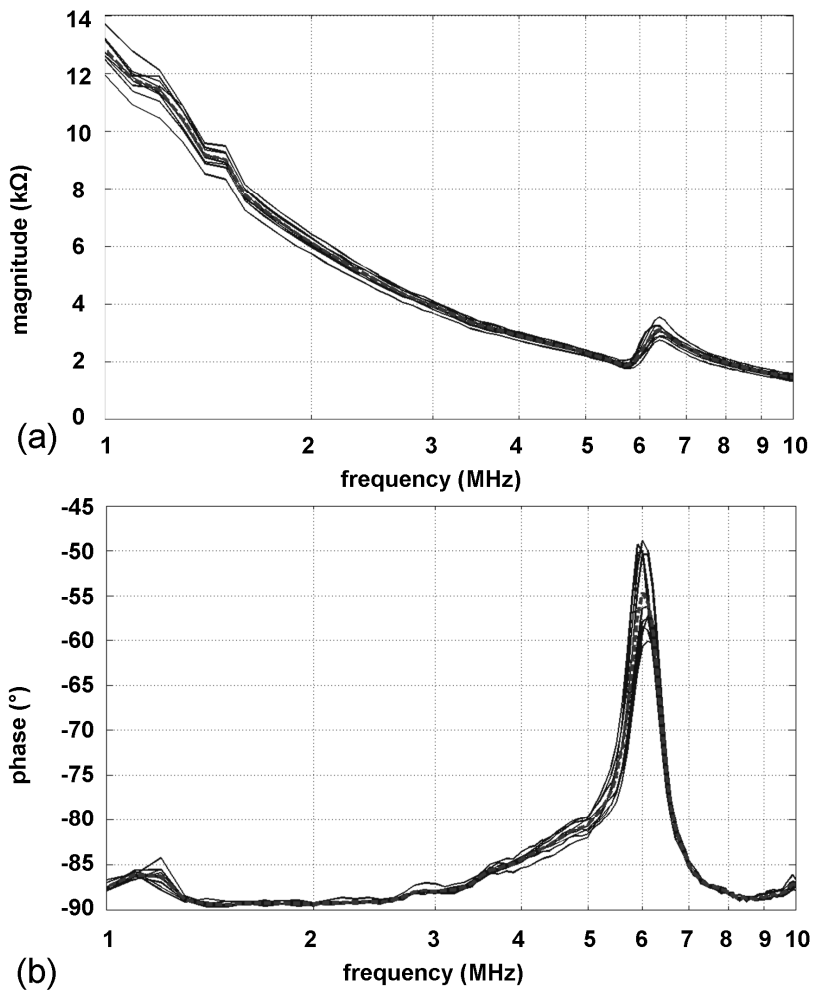 14
12
10
8
6
4
2
0
magnitude (kΩ)
1 2 3 4 5 6 7 8 9 10
frequency (MHz)
(a)
-45
-50
-55
-60
-65
-70
-75
-80
-85
-90
phase (°)
1 2 3 4 5 6 7 8 9 10
frequency (MHz)
(b)